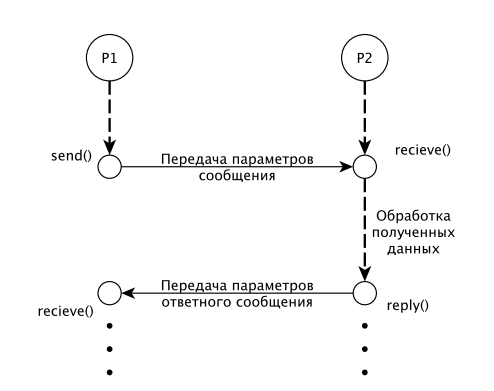 P1
P2
send()
Передача параметров
сообщения
recieve()
Обработка
полученных
данных
Передача параметров
ответного сообщения
recieve()
reply()